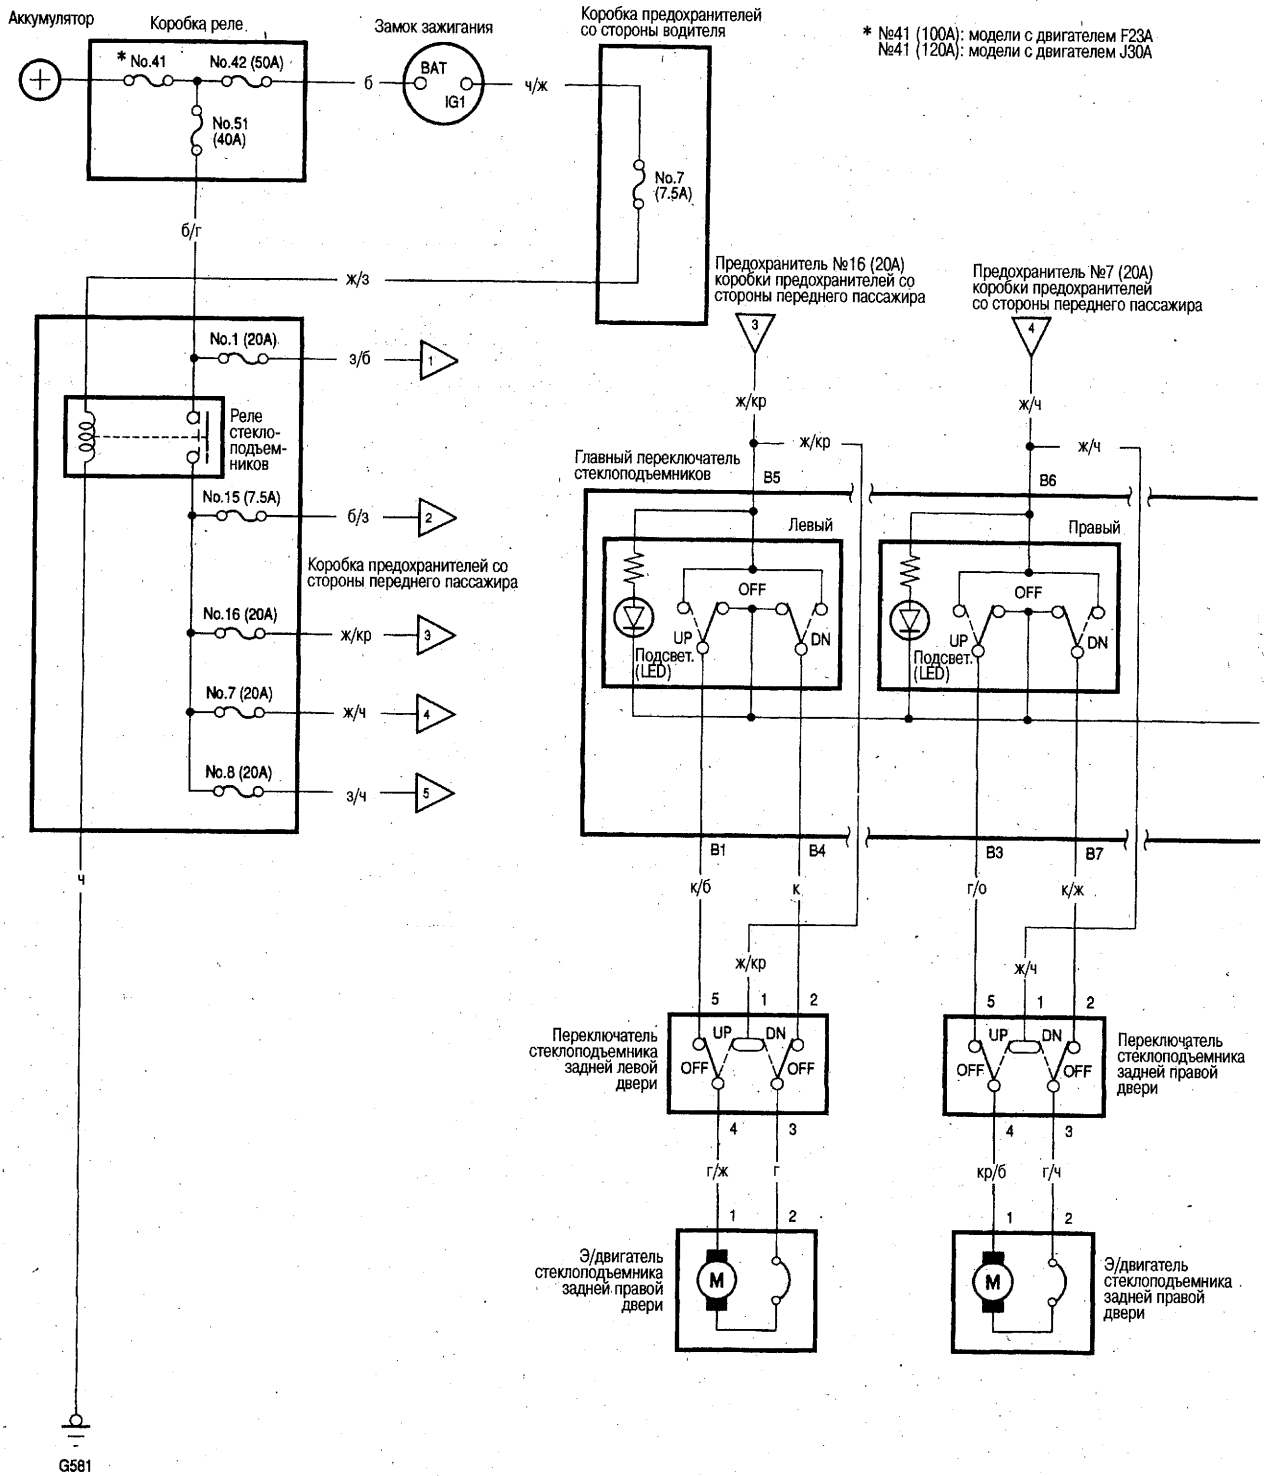 Аккумулятор
Коробка реле
Замок зажигания
Коробка предохранителей
со стороны водителя
* №41 (100А): модели с двигателем F23A
№41 (120А): модели с двигателем J30A
* No.41
No.42 (50A)
б
BAT
IG1
ч/ж
No.51
(40A)
No.7
(7.5A)
б/г
ж/з
Предохранитель №16 (20А)
коробки предохранителей со
стороны переднего пассажира
Предохранитель №7 (20А)
коробки предохранителей
со стороны переднего пассажира
3
4
No.1 (20A)
з/б
1
ж/кр
ж/ч
Реле
стекло-
подъем-
ников
ж/кр
ж/ч
Главный переключатель
стеклоподъемников
B5
B6
No.15 (7.5A)
б/з
2
Левый
Правый
Коробка предохранителей со
стороны переднего пассажира
OFF
OFF
No.16 (20A)
ж/кр
3
UP
DN
UP
DN
Подсвет.
(LED)
Подсвет.
(LED)
No.7 (20A)
ж/ч
4
No.8 (20A)
з/ч
5
B1
B4
B3
B7
ч
к/б
к
г/о
к/ж
ж/кр
ж/ч
5
1
2
5
1
2
Переключатель
стеклоподъемника
задней левой
двери
UP
DN
OFF
OFF
UP
DN
OFF
OFF
Переключатель
стеклоподъемника
задней правой
двери
4
3
4
3
г/ж
г
кр/б
г/ч
1
2
1
2
Э/двигатель
стеклоподъемника
задней правой
двери
M
M
Э/двигатель
стеклоподъемника
задней правой
двери
G581